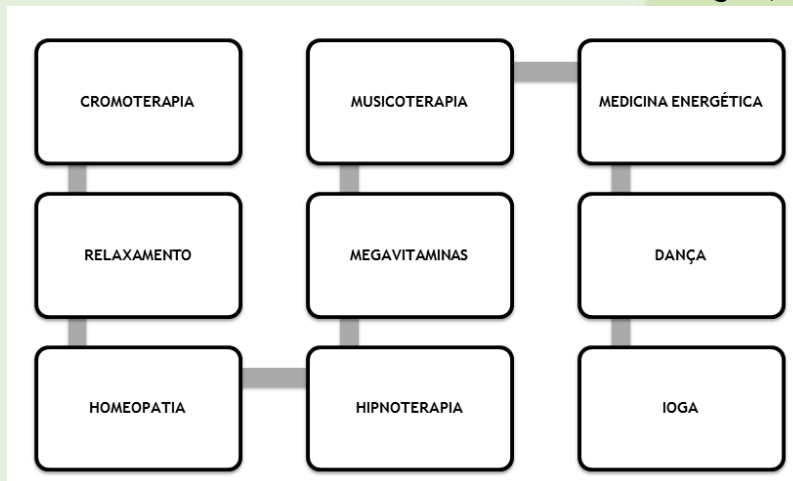 CROMOTERAPIA
RELAXAMENTO
HOMEOPATIA
HIPNOTERAPIA
MEGAVITAMINAS
MUSICOTERAPIA
MEDICINA ENERGÉTICA
DANÇA
IOGA